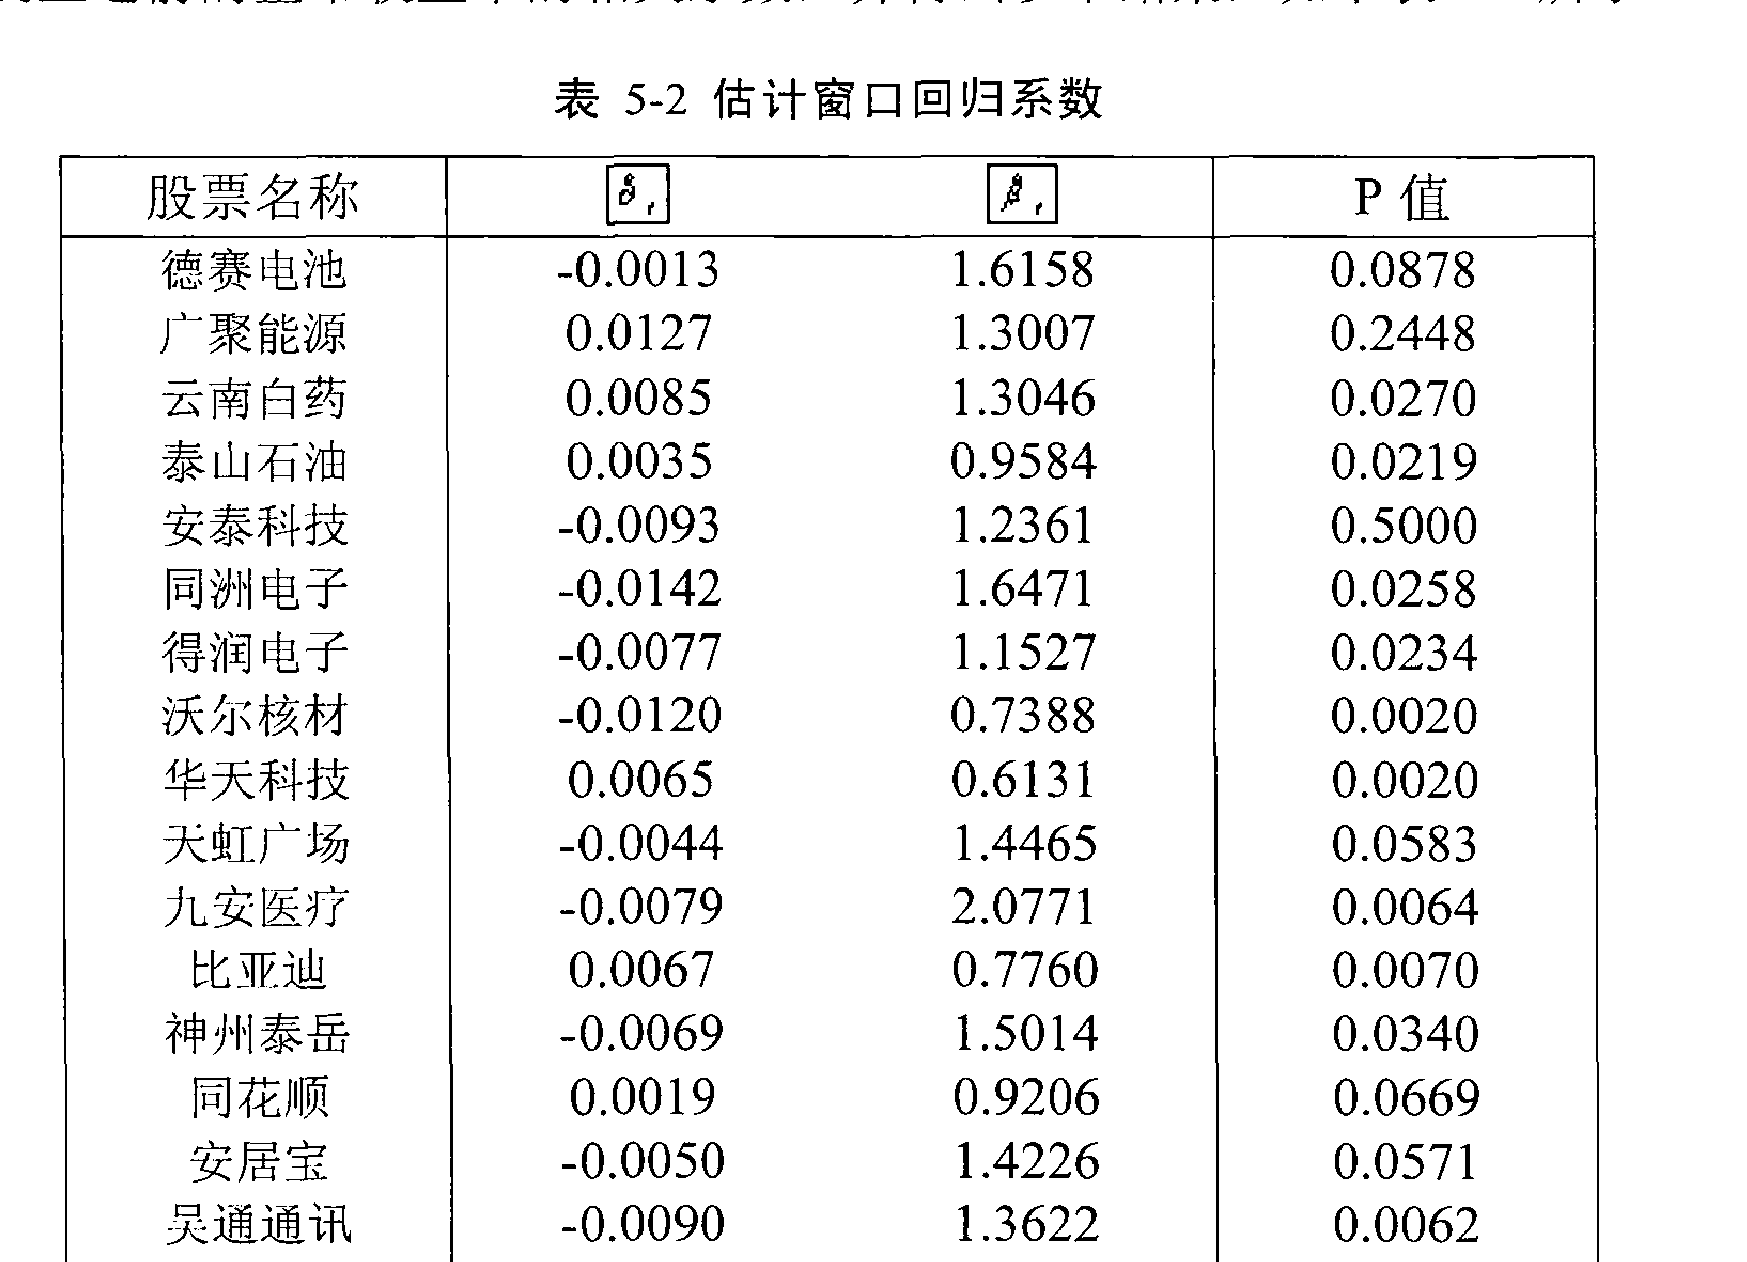 表 5-2 估计窗口回归系数
股票名称 P 值
德赛电池 -0.0013 1.6158 0.0878
广聚能源 0.0127 1.3007 0.2448
云南白药 0.0085 1.3046 0.0270
泰山石油 0.0035 0.9584 0.0219
安泰科技 -0.0093 1.2361 0.5000
同洲电子 -0.0142 1.6471 0.0258
得润电子 -0.0077 1.1527 0.0234
沃尔核材 -0.0120 0.7388 0.0020
华天科技 0.0065 0.6131 0.0020
天虹广场 -0.0044 1.4465 0.0583
九安医疗 -0.0079 2.0771 0.0064
比亚迪 0.0067 0.7760 0.0070
神州泰岳 -0.0069 1.5014 0.0340
同花顺 0.0019 0.9206 0.0669
安居宝 -0.0050 1.4226 0.0571
吴通通讯 -0.0090 1.3622 0.0062